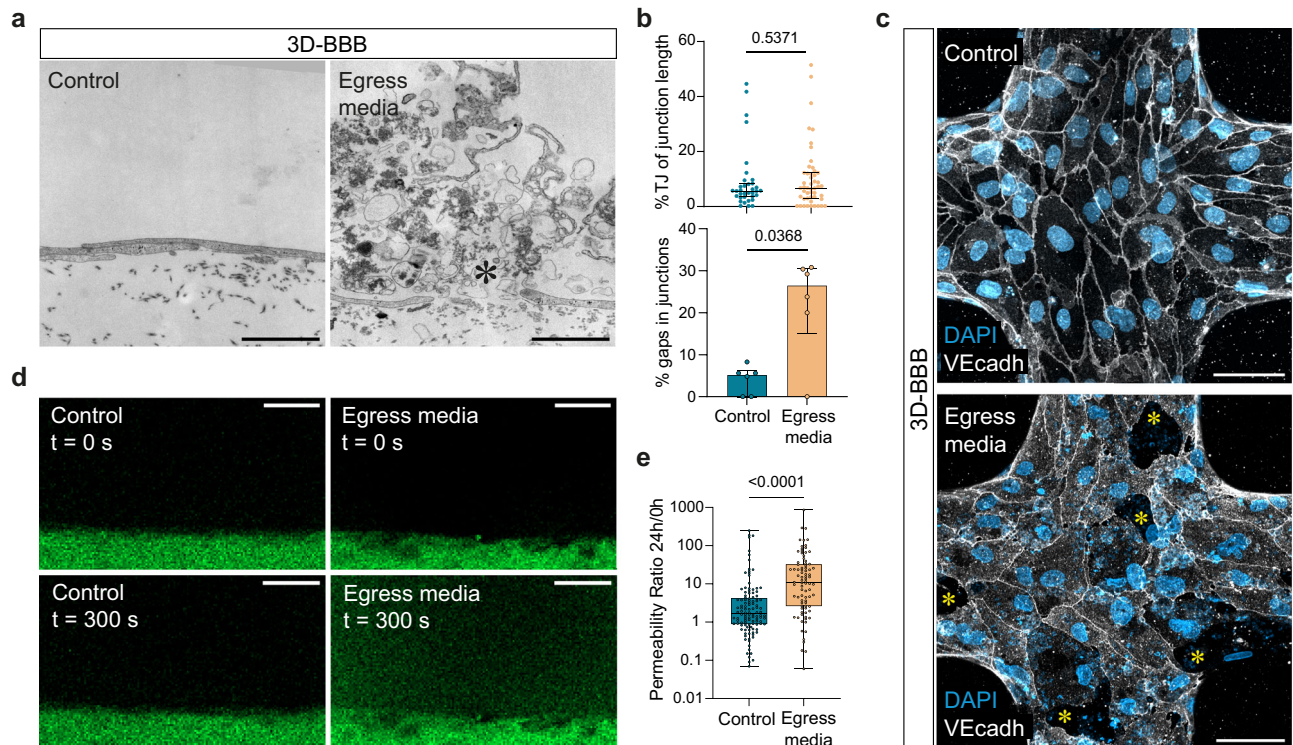 a
3D-BBB
Control
Egress
media
*
b
0.5371
60
40
20
0
% TJ of junction length
0.0368
40
30
20
10
0
% gaps in junctions
Control
Egress
media
c
3D-BBB
Control
DAPI
VEcadh
Egress
media
*
*
*
*
*
DAPI
VEcadh
d
Control
t = 0 s
Egress media
t = 0 s
Control
t = 300 s
Egress media
t = 300 s
e
<0.0001
1000
100
10
1
0.1
0.01
Permeability Ratio 24h/0h
Control
Egress
media